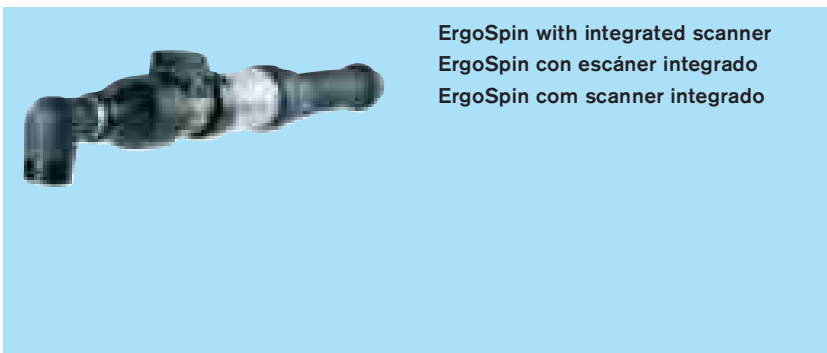 ErgoSpin with integrated scanner
ErgoSpin con escáner integrado
ErgoSpin com scanner integrado